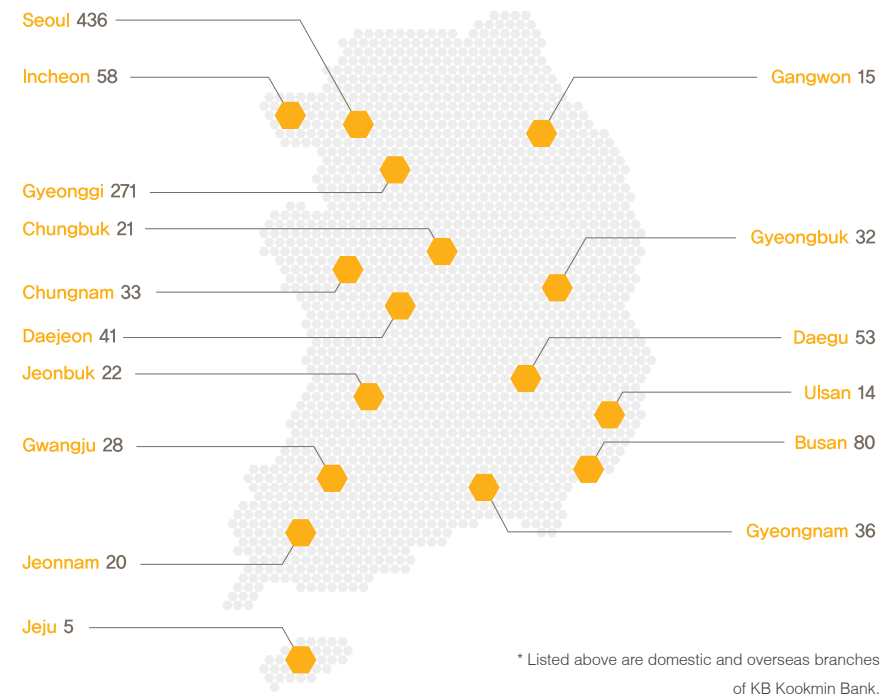 Seoul 436
Incheon 58
Gyeonggi 271
Chungbuk 21
Chungnam 33
Daejeon 41
Jeonbuk 22
Gwangju 28
Jeonnam 20
Jeju 5
Gangwon 15
Gyeongbuk 32
Daegu 53
Ulsan 14
Busan 80
Gyeongnam 36
* Listed above are domestic and overseas branches
of KB Kookmin Bank.